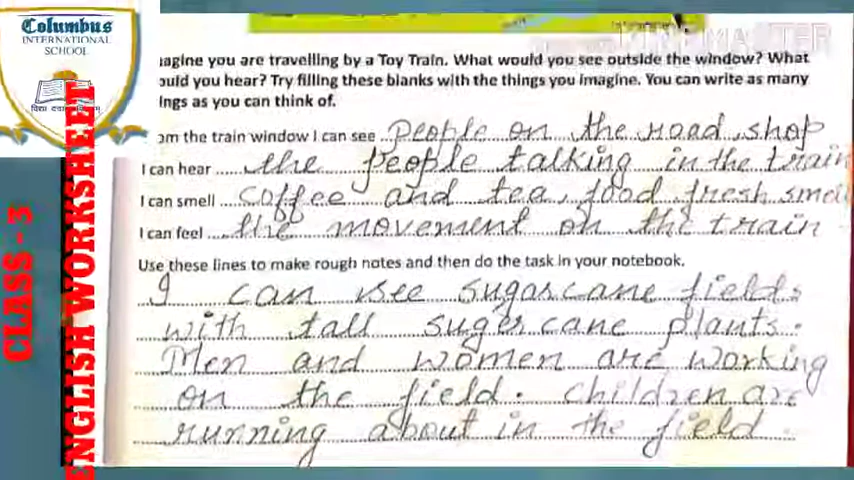 Columbus
INTERNATIONAL
SCHOOL
विद्या ददाति
CLASS - 3
ENGLISH WORKSHEET
KINEMASTER
agine you are travelling by a Toy Train. What would you see outside the window? What
ould you hear? Try filling these blanks with the things you imagine. You can write as many
ings as you can think of.
om the train window I can see people on the road, shop
I can hear the people talking in the train
I can smell coffee and tea, food fresh smell
I can feel the movement on the train
Use these lines to make rough notes and then do the task in your notebook.
I can see sugarcane fields
with tall suger cane plants.
Men and women are working
on the field. children are
running about in the field.